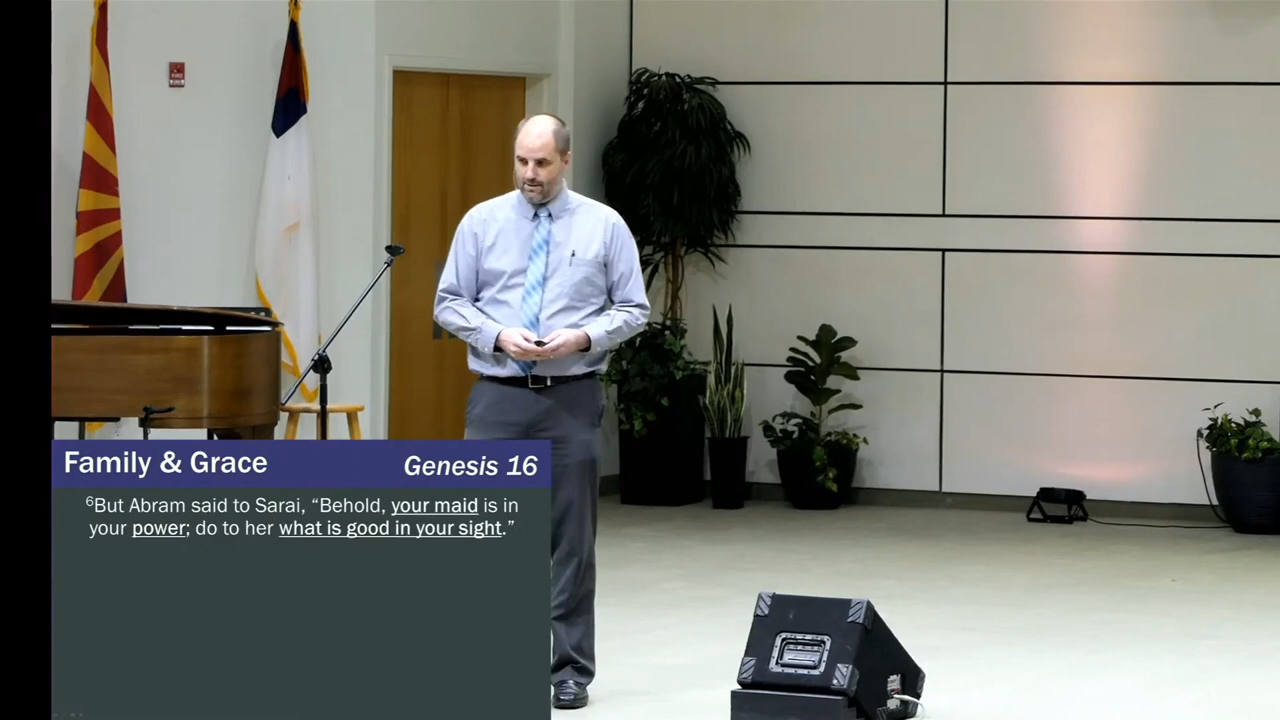 Family & Grace
Genesis 16
⁶But Abram said to Sarai, “Behold, your maid is in
your power; do to her what is good in your sight.”